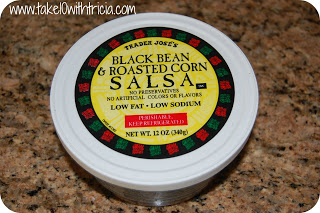 www.take10withtricia.com
TRADER JOSE'S
BLACK BEAN
& ROASTED CORN
SALSA
NO PRESERVATIVES
NO ARTIFICIAL COLORS OR FLAVORS
LOW FAT • LOW SODIUM
PERISHABLE
KEEP REFRIGERATED
NET WT. 12 OZ (340g)